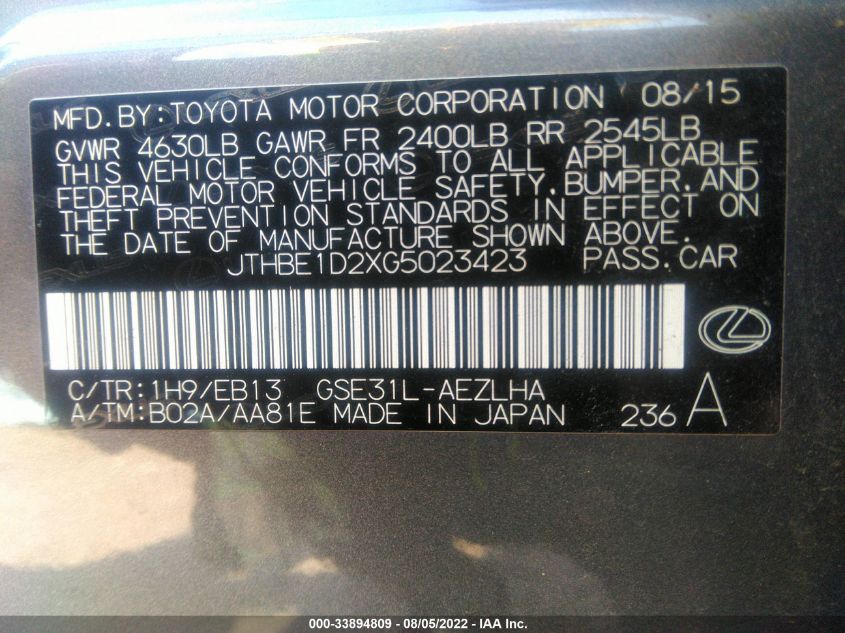 MFD.BY:TOYOTA MOTOR CORPORATION 08/15
GVWR 4630LB GAWR FR 2400LB RR 2545LB
THIS VEHICLE CONFORMS TO ALL APPLICABLE
FEDERAL MOTOR VEHICLE SAFETY,BUMPER,AND
THEFT PREVENTION STANDARDS IN EFFECT ON
THE DATE OF MANUFACTURE SHOWN ABOVE.
JTHBE1D2XG5023423 PASS.CAR
C/TR:1H9/EB13 GSE31L-AEZLHA
A/TM:B02A/AA81E MADE IN JAPAN 236 A
000-33894809 - 08/05/2022 - IAA Inc.